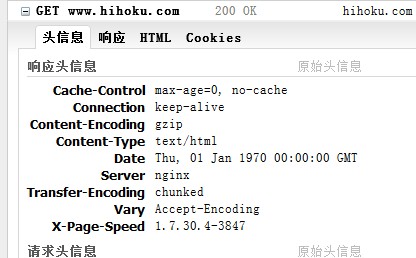 GET www.hihoku.com 200 OK hihoku.com
头信息 响应 HTML Cookies
响应头信息 原始头信息
Cache-Control max-age=0, no-cache
Connection keep-alive
Content-Encoding gzip
Content-Type text/html
Date Thu, 01 Jan 1970 00:00:00 GMT
Server nginx
Transfer-Encoding chunked
Vary Accept-Encoding
X-Page-Speed 1.7.30.4-3847
请求头信息 原始头信息